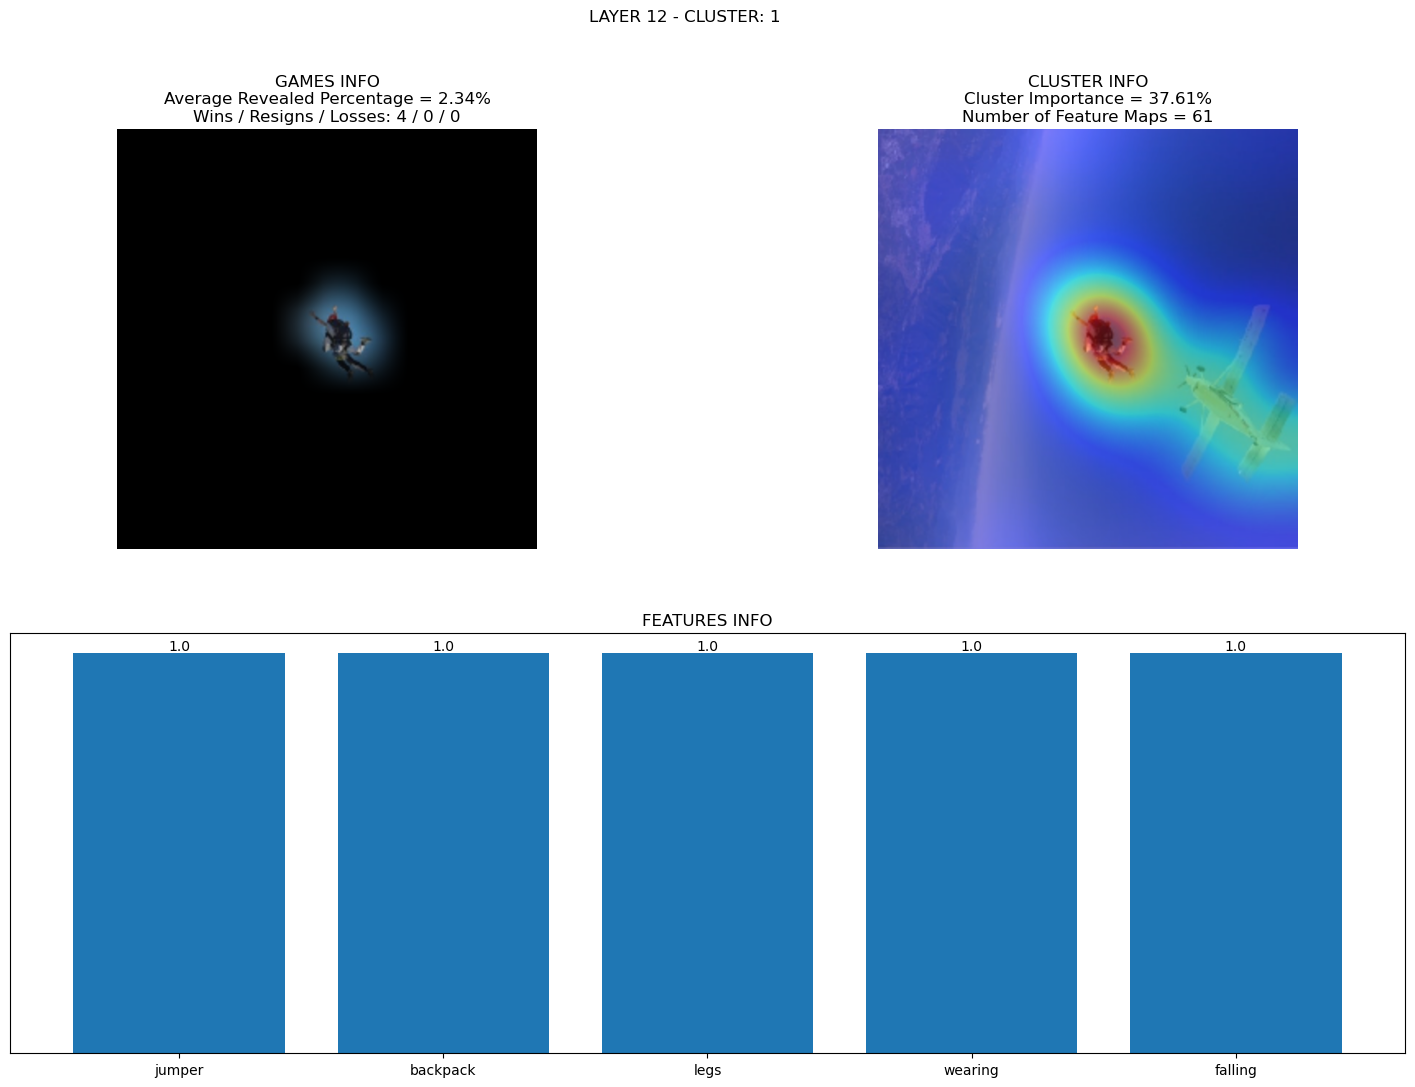 LAYER 12 - CLUSTER: 1
GAMES INFO
Average Revealed Percentage = 2.34%
Wins / Resigns / Losses: 4 / 0 / 0
CLUSTER INFO
Cluster Importance = 37.61%
Number of Feature Maps = 61
FEATURES INFO
1.0 1.0 1.0 1.0 1.0
jumper backpack legs wearing falling